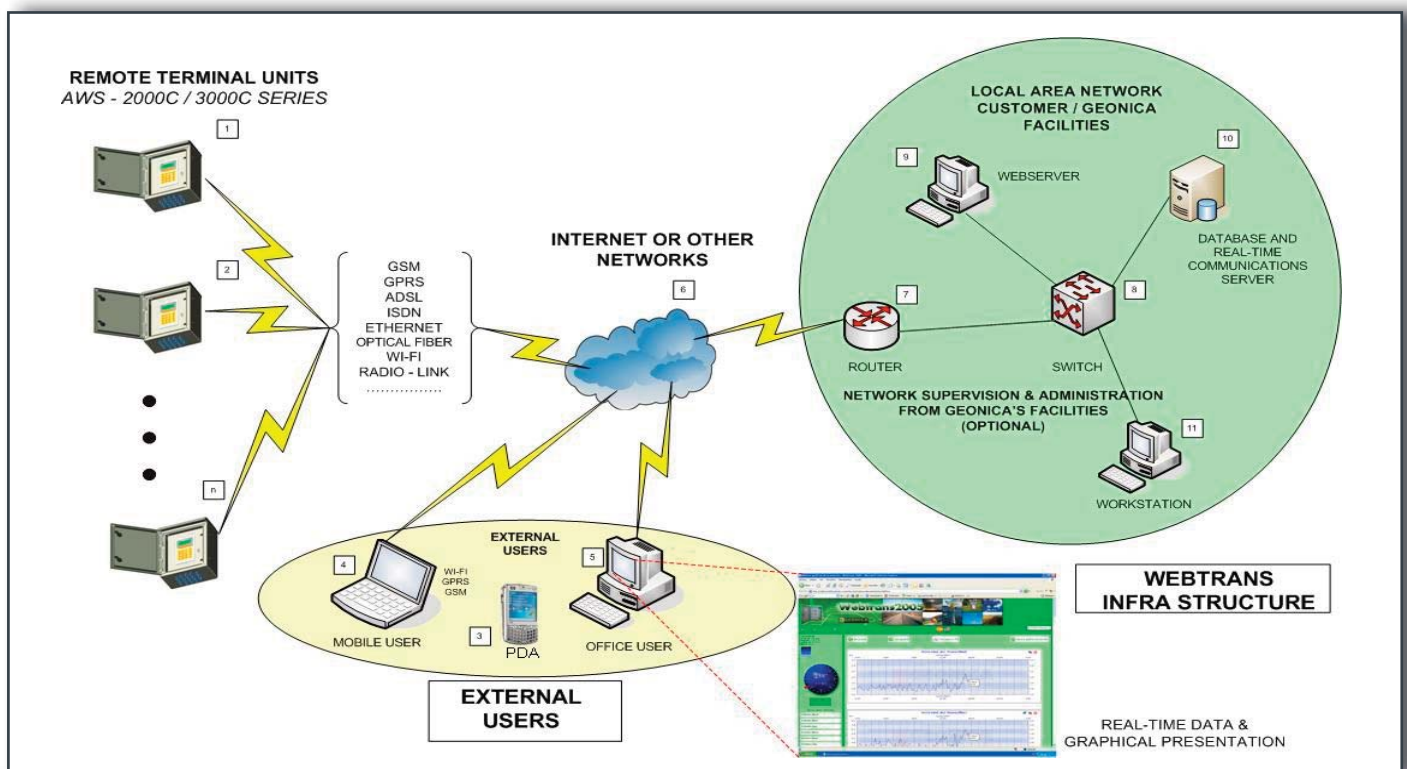 REMOTE TERMINAL UNITS
AWS - 2000C / 3000C SERIES
1
2
n
GSM
GPRS
ADSL
ISDN
ETHERNET
OPTICAL FIBER
WI-FI
RADIO - LINK
..................
INTERNET OR OTHER
NETWORKS
6
LOCAL AREA NETWORK
CUSTOMER / GEONICA
FACILITIES
9
WEBSERVER
10
DATABASE AND
REAL-TIME
COMMUNICATIONS
SERVER
7
ROUTER
8
SWITCH
NETWORK SUPERVISION & ADMINISTRATION
FROM GEONICA'S FACILITIES
(OPTIONAL)
11
WORKSTATION
EXTERNAL
USERS
4
WI-FI
GPRS
GSM
MOBILE USER
3
PDA
5
OFFICE USER
EXTERNAL
USERS
Webtrans2005
WEBTRANS
INFRA STRUCTURE
REAL-TIME DATA &
GRAPHICAL PRESENTATION